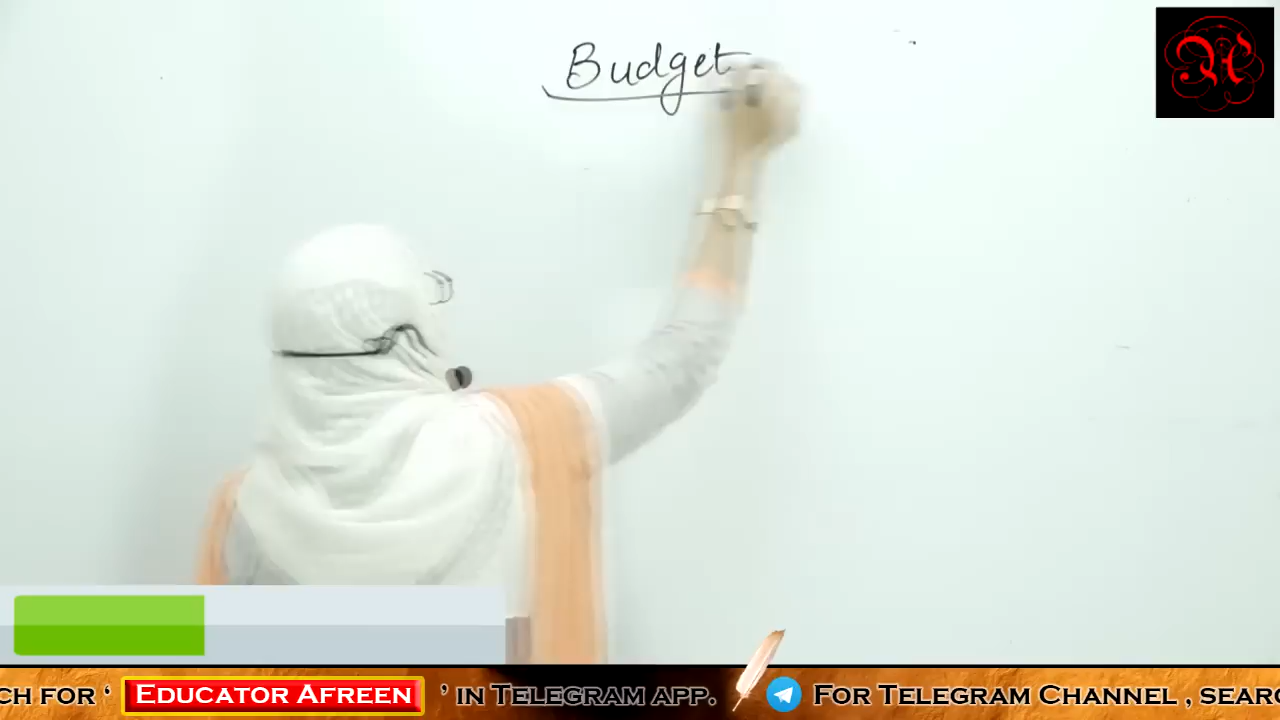 Budget
CH FOR ‘ EDUCATOR AFREEN ’ IN TELEGRAM APP. FOR TELEGRAM CHANNEL , SEARC